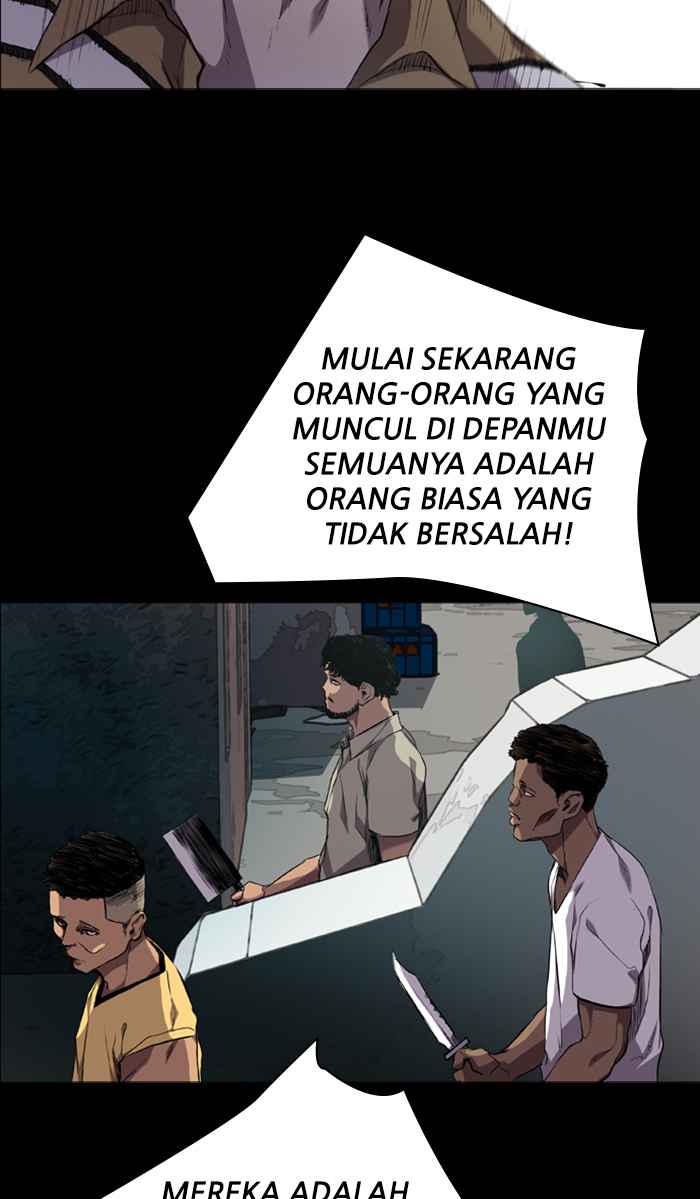 MULAI SEKARANG
ORANG-ORANG YANG
MUNCUL DI DEPANMU
SEMUANYA ADALAH
ORANG BIASA YANG
TIDAK BERSALAH!
MEREKA ADALAH